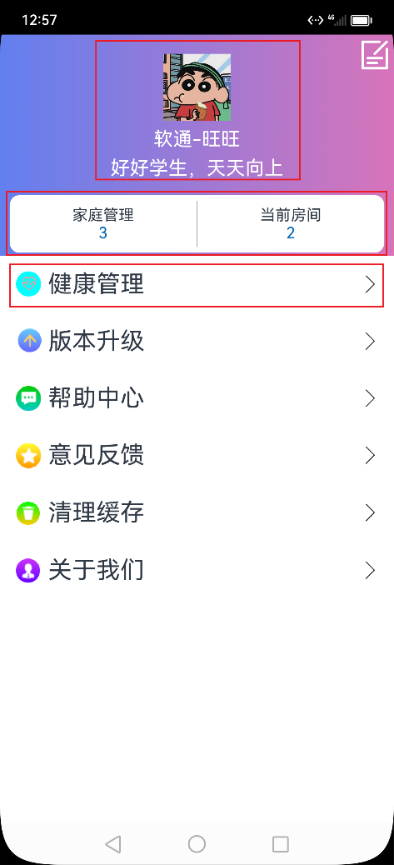 12:57
4G
软通-旺旺
好好学生，天天向上
家庭管理
当前房间
3
2
健康管理
版本升级
帮助中心
意见反馈
清理缓存
关于我们